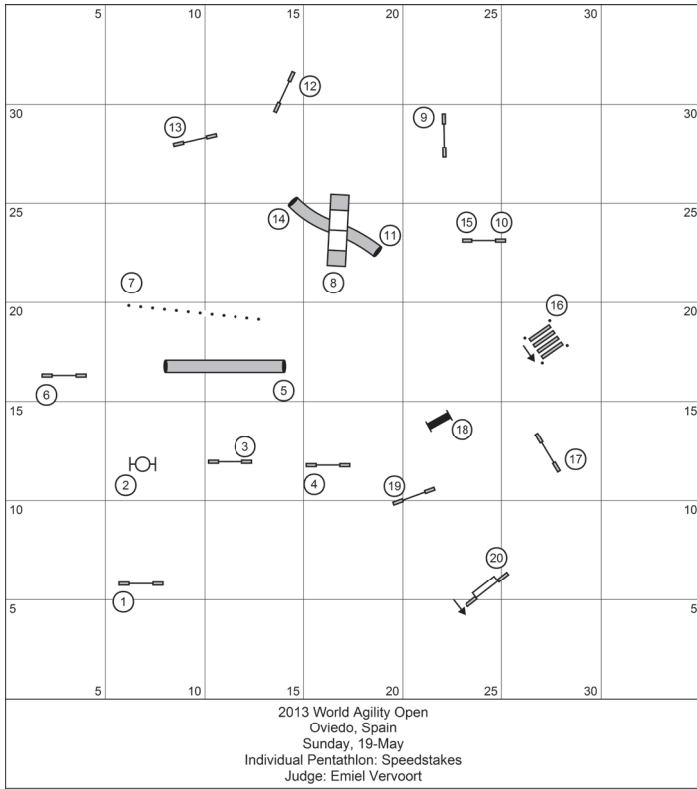 5 10 15 20 25 30
12
30 9 30
13
25 14 11 15 10 25
8
7
20 16 20
5
6
15 18 15
3 17
2 4 19
10 10
20
1
5 5
5 10 15 20 25 30
2013 World Agility Open
Oviedo, Spain
Sunday, 19-May
Individual Pentathlon: Speedstakes
Judge: Emiel Vervoort